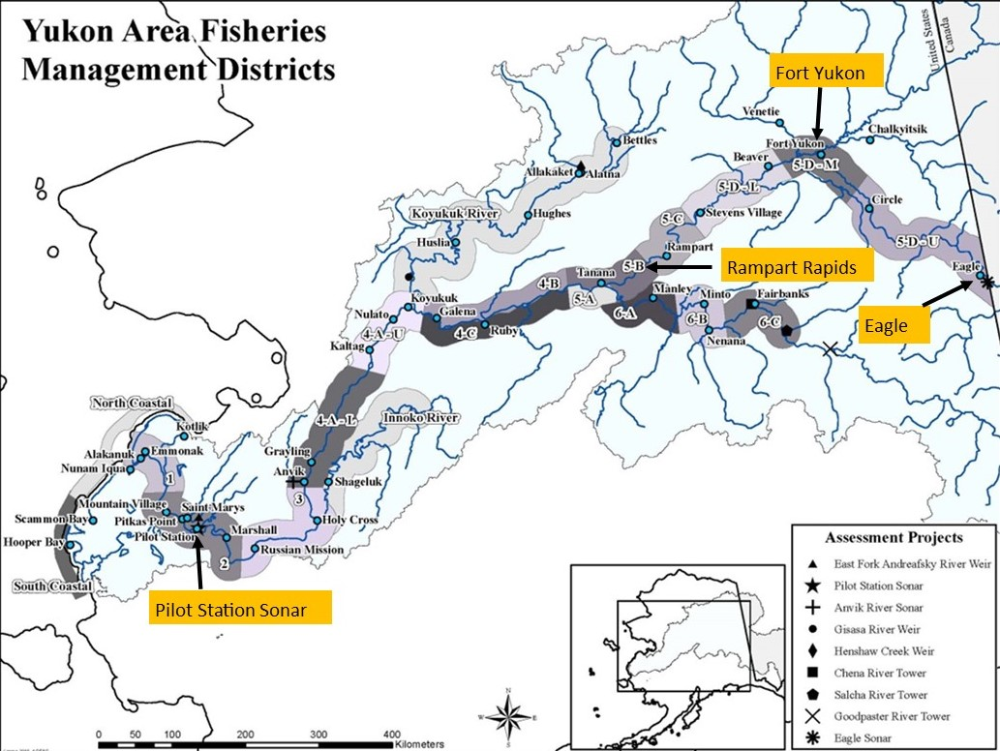 Yukon Area Fisheries
Management Districts
United States
Canada
Fort Yukon
Venetie
Chalkyitsik
Fort Yukon
Bettles
Beaver
5-D-M
Allakaket
Alatna
5-D-L
Circle
Koyukuk River
Hughes
Stevens Village
5-C
Huslia
5-D-U
Rampart
5-B
Rampart Rapids
Eagle
Tanana
4-B
Manley
Minto
Fairbanks
Koyukuk
5-A
Galena
6-A
Nulato
6-B
6-C
Eagle
4-A-U
4-C
Ruby
Nenana
Kaltag
North Coastal
4-A-L
Innoko River
Kotlik
Alakanuk
Emmonak
Grayling
Nunam Iqua
Anvik
Shageluk
1
3
Mountain Village
Saint Marys
Scammon Bay
Pitkas Point
Holy Cross
Pilot Station
Marshall
Hooper Bay
Russian Mission
2
South Coastal
Pilot Station Sonar
Assessment Projects
East Fork Andreafsky River Weir
Pilot Station Sonar
Anvik River Sonar
Gisasa River Weir
Henshaw Creek Weir
Chena River Tower
Salcha River Tower
Goodpaster River Tower
Eagle Sonar
N
W
E
S
0 50 100 200 300 400
Kilometers